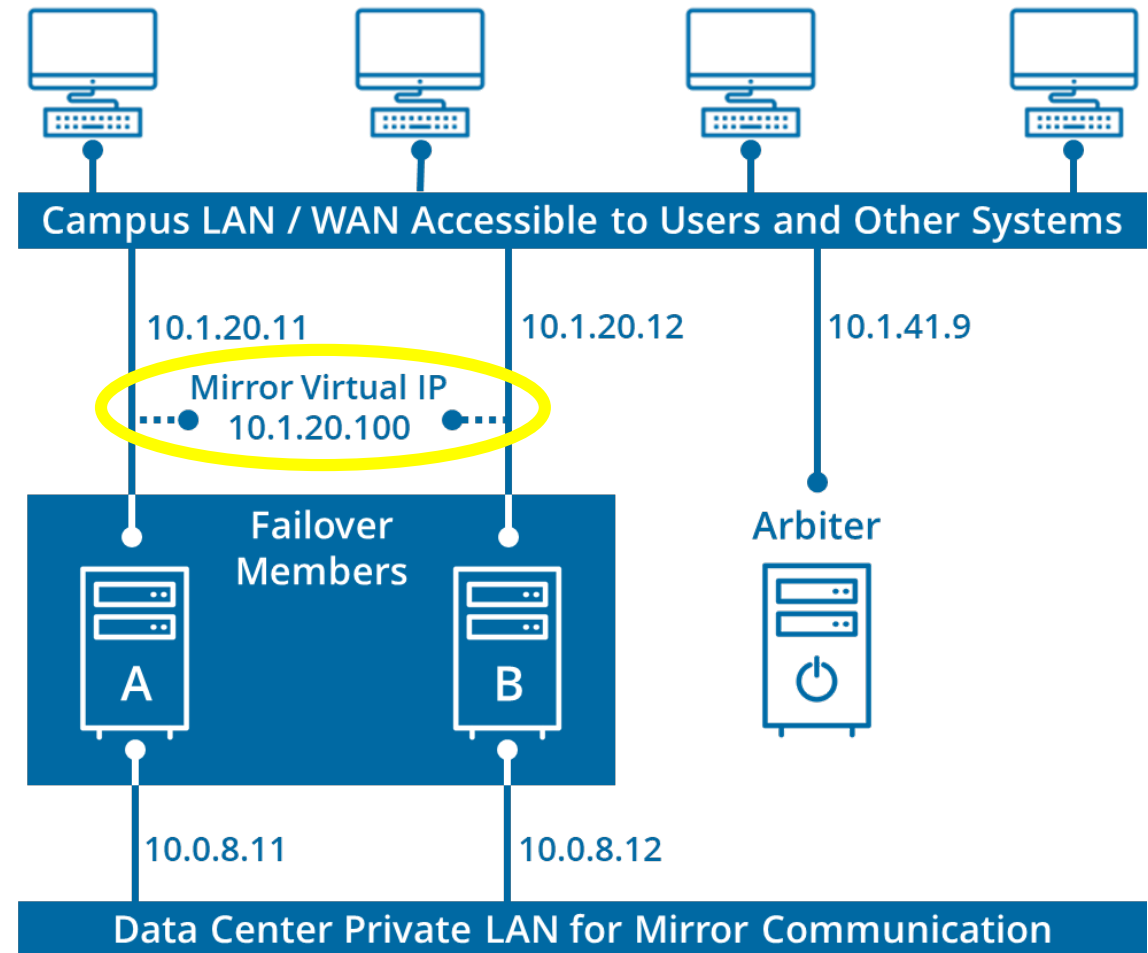 Campus LAN / WAN Accessible to Users and Other Systems
10.1.20.11
10.1.20.12
10.1.41.9
Mirror Virtual IP
10.1.20.100
Failover
Members
Arbiter
A
B
10.0.8.11
10.0.8.12
Data Center Private LAN for Mirror Communication